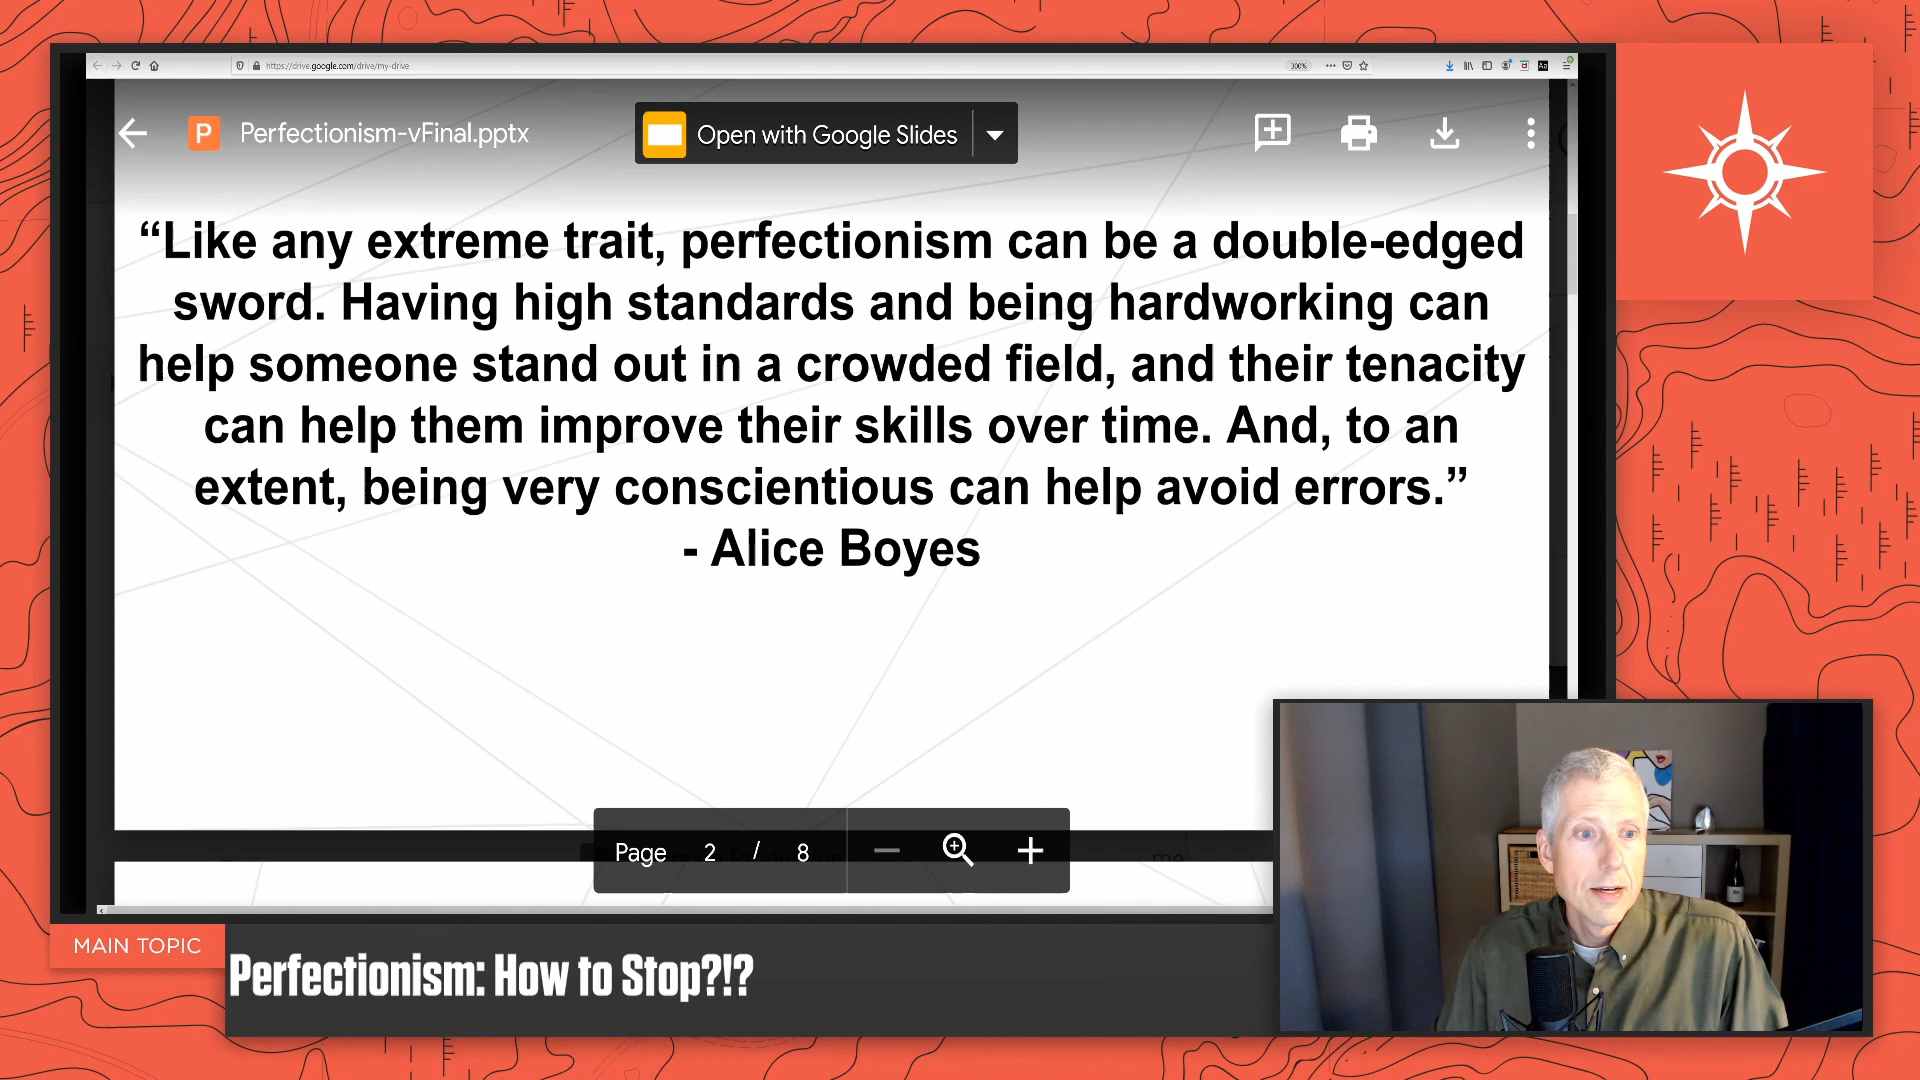 https://drive.google.com/drive/my-drive
300%
P
Perfectionism-vFinal.pptx
Open with Google Slides
“Like any extreme trait, perfectionism can be a double-edged
sword. Having high standards and being hardworking can
help someone stand out in a crowded field, and their tenacity
can help them improve their skills over time. And, to an
extent, being very conscientious can help avoid errors.”
- Alice Boyes
Page 2 / 8
MAIN TOPIC
Perfectionism: How to Stop?!?